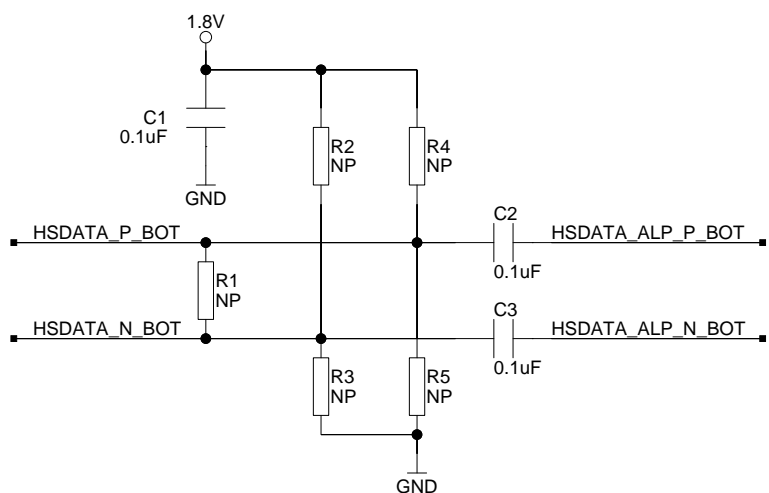 1.8V
C1
0.1uF
R2
NP
R4
NP
GND
HSDATA_P_BOT
C2
HSDATA_ALP_P_BOT
0.1uF
R1
NP
HSDATA_N_BOT
C3
HSDATA_ALP_N_BOT
0.1uF
R3
NP
R5
NP
GND